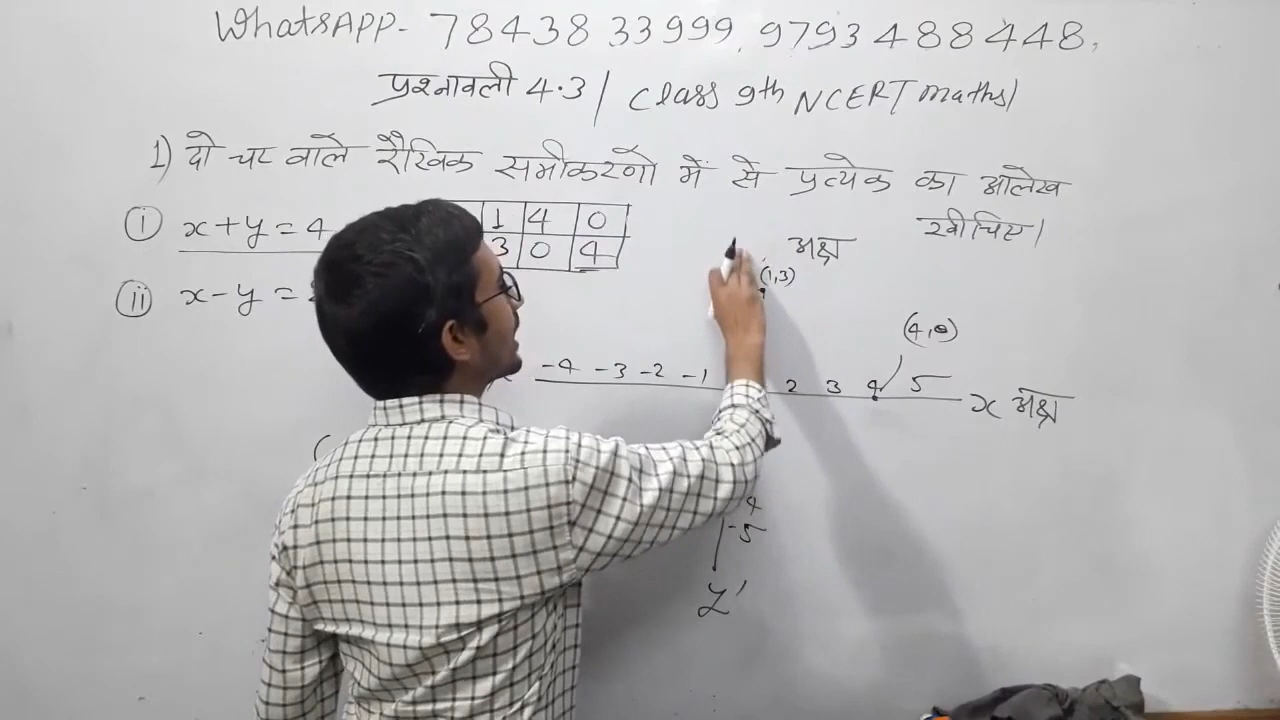 WhatsAPP- 7843833999, 9793488448,
प्रश्नावली 4.3 / Class 9th NCERT maths/
1) दो चर वाले रैखिक समीकरणो में से प्रत्येक का आलेख
खीचिए।
i x+y=4
1 4 0
3 0 4
ii x-y=
अक्ष
(1,3)
(4,0)
-4 -3 -2 -1 2 3 4 5
x अक्ष
4
-5
y'